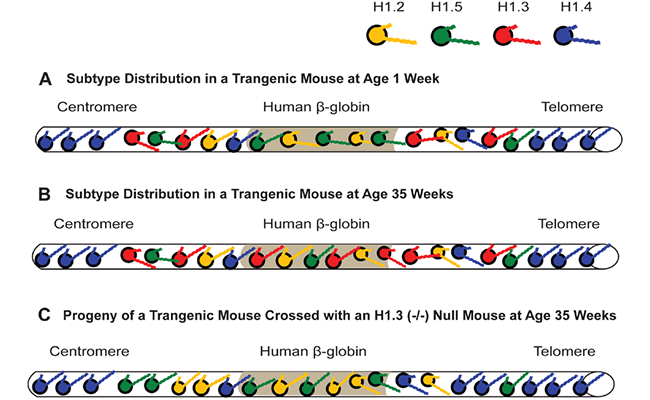 H1.2 H1.5 H1.3 H1.4
A Subtype Distribution in a Trangenic Mouse at Age 1 Week
Centromere Human β-globin Telomere
B Subtype Distribution in a Trangenic Mouse at Age 35 Weeks
Centromere Human β-globin Telomere
C Progeny of a Trangenic Mouse Crossed with an H1.3 (-/-) Null Mouse at Age 35 Weeks
Centromere Human β-globin Telomere